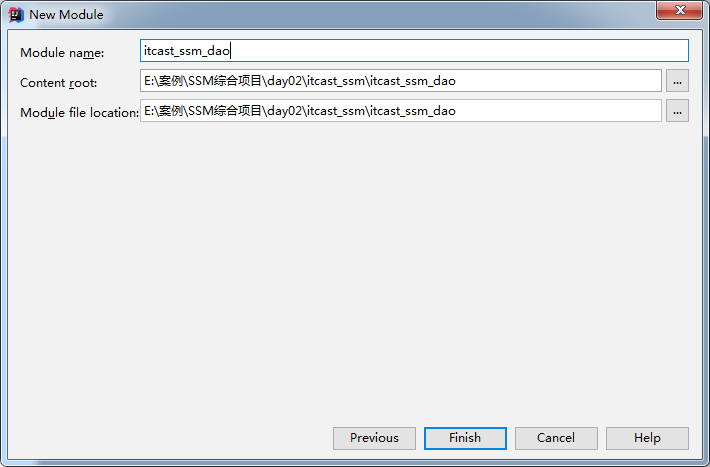 New Module
Module name: itcast_ssm_dao
Content root: E:\案例\SSM综合项目\day02\itcast_ssm\itcast_ssm_dao ...
Module file location: E:\案例\SSM综合项目\day02\itcast_ssm\itcast_ssm_dao ...
Previous Finish Cancel Help